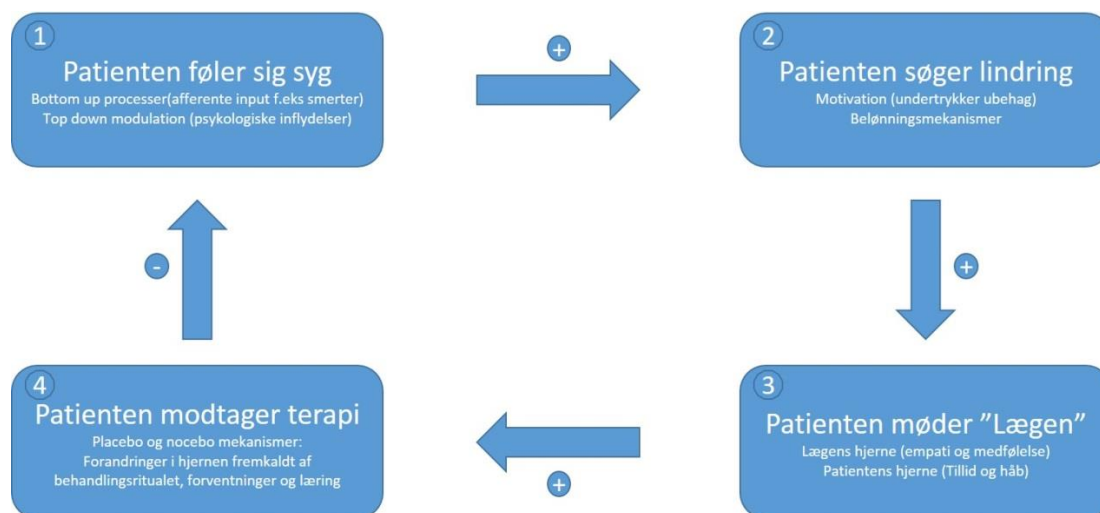 1
Patienten føler sig syg
Bottom up processer(afferente input f.eks smerter)
Top down modulation (psykologiske inflydelser)
+
2
Patienten søger lindring
Motivation (undertrykker ubehag)
Belønningsmekanismer
+
3
Patienten møder ”Lægen”
Lægens hjerne (empati og medfølelse)
Patientens hjerne (Tillid og håb)
+
4
Patienten modtager terapi
Placebo og nocebo mekanismer:
Forandringer i hjernen fremkaldt af
behandlingsritualet, forventninger og læring
-